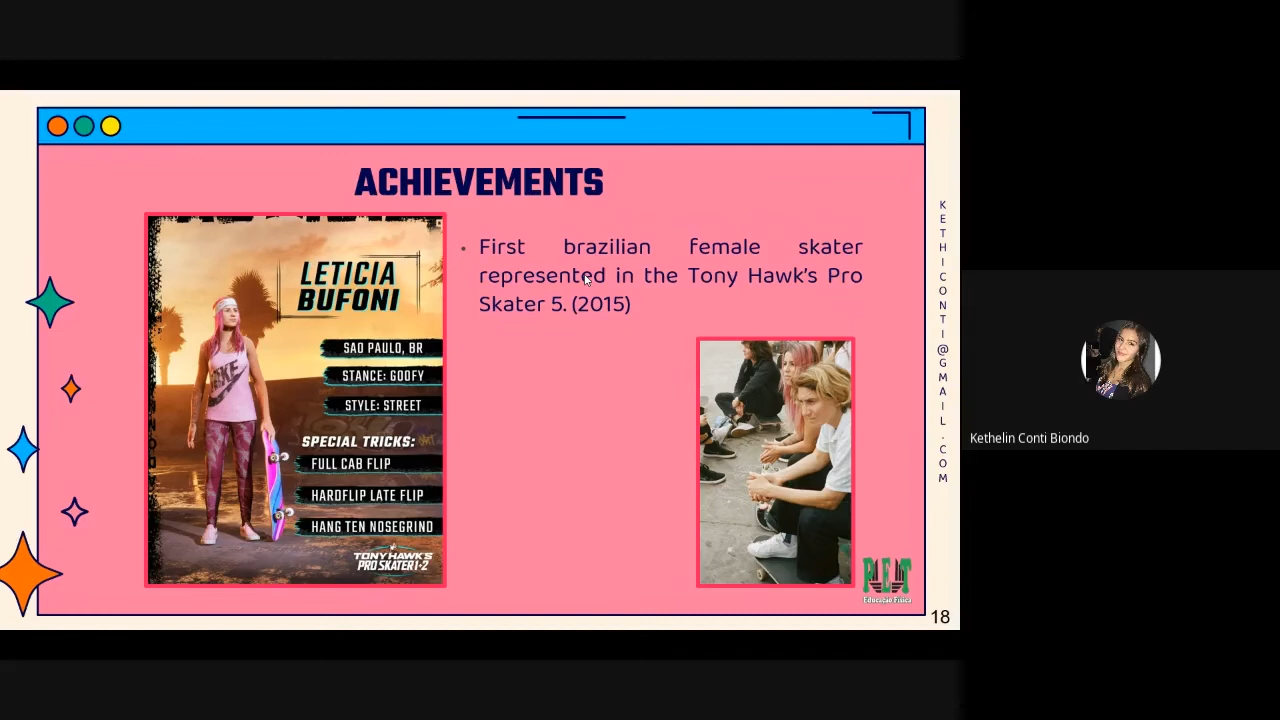 ACHIEVEMENTS
LETICIA
BUFONI
SAO PAULO, BR
STANCE: GOOFY
STYLE: STREET
SPECIAL TRICKS:
FULL CAB FLIP
HARDFLIP LATE FLIP
HANG TEN NOSEGRIND
TONY HAWK'S
PRO SKATER 1+2
• First brazilian female skater
represented in the Tony Hawk's Pro
Skater 5. (2015)
KETHICONTI@GMAIL.COM
PET
Educação Física
18
Kethelin Conti Biondo